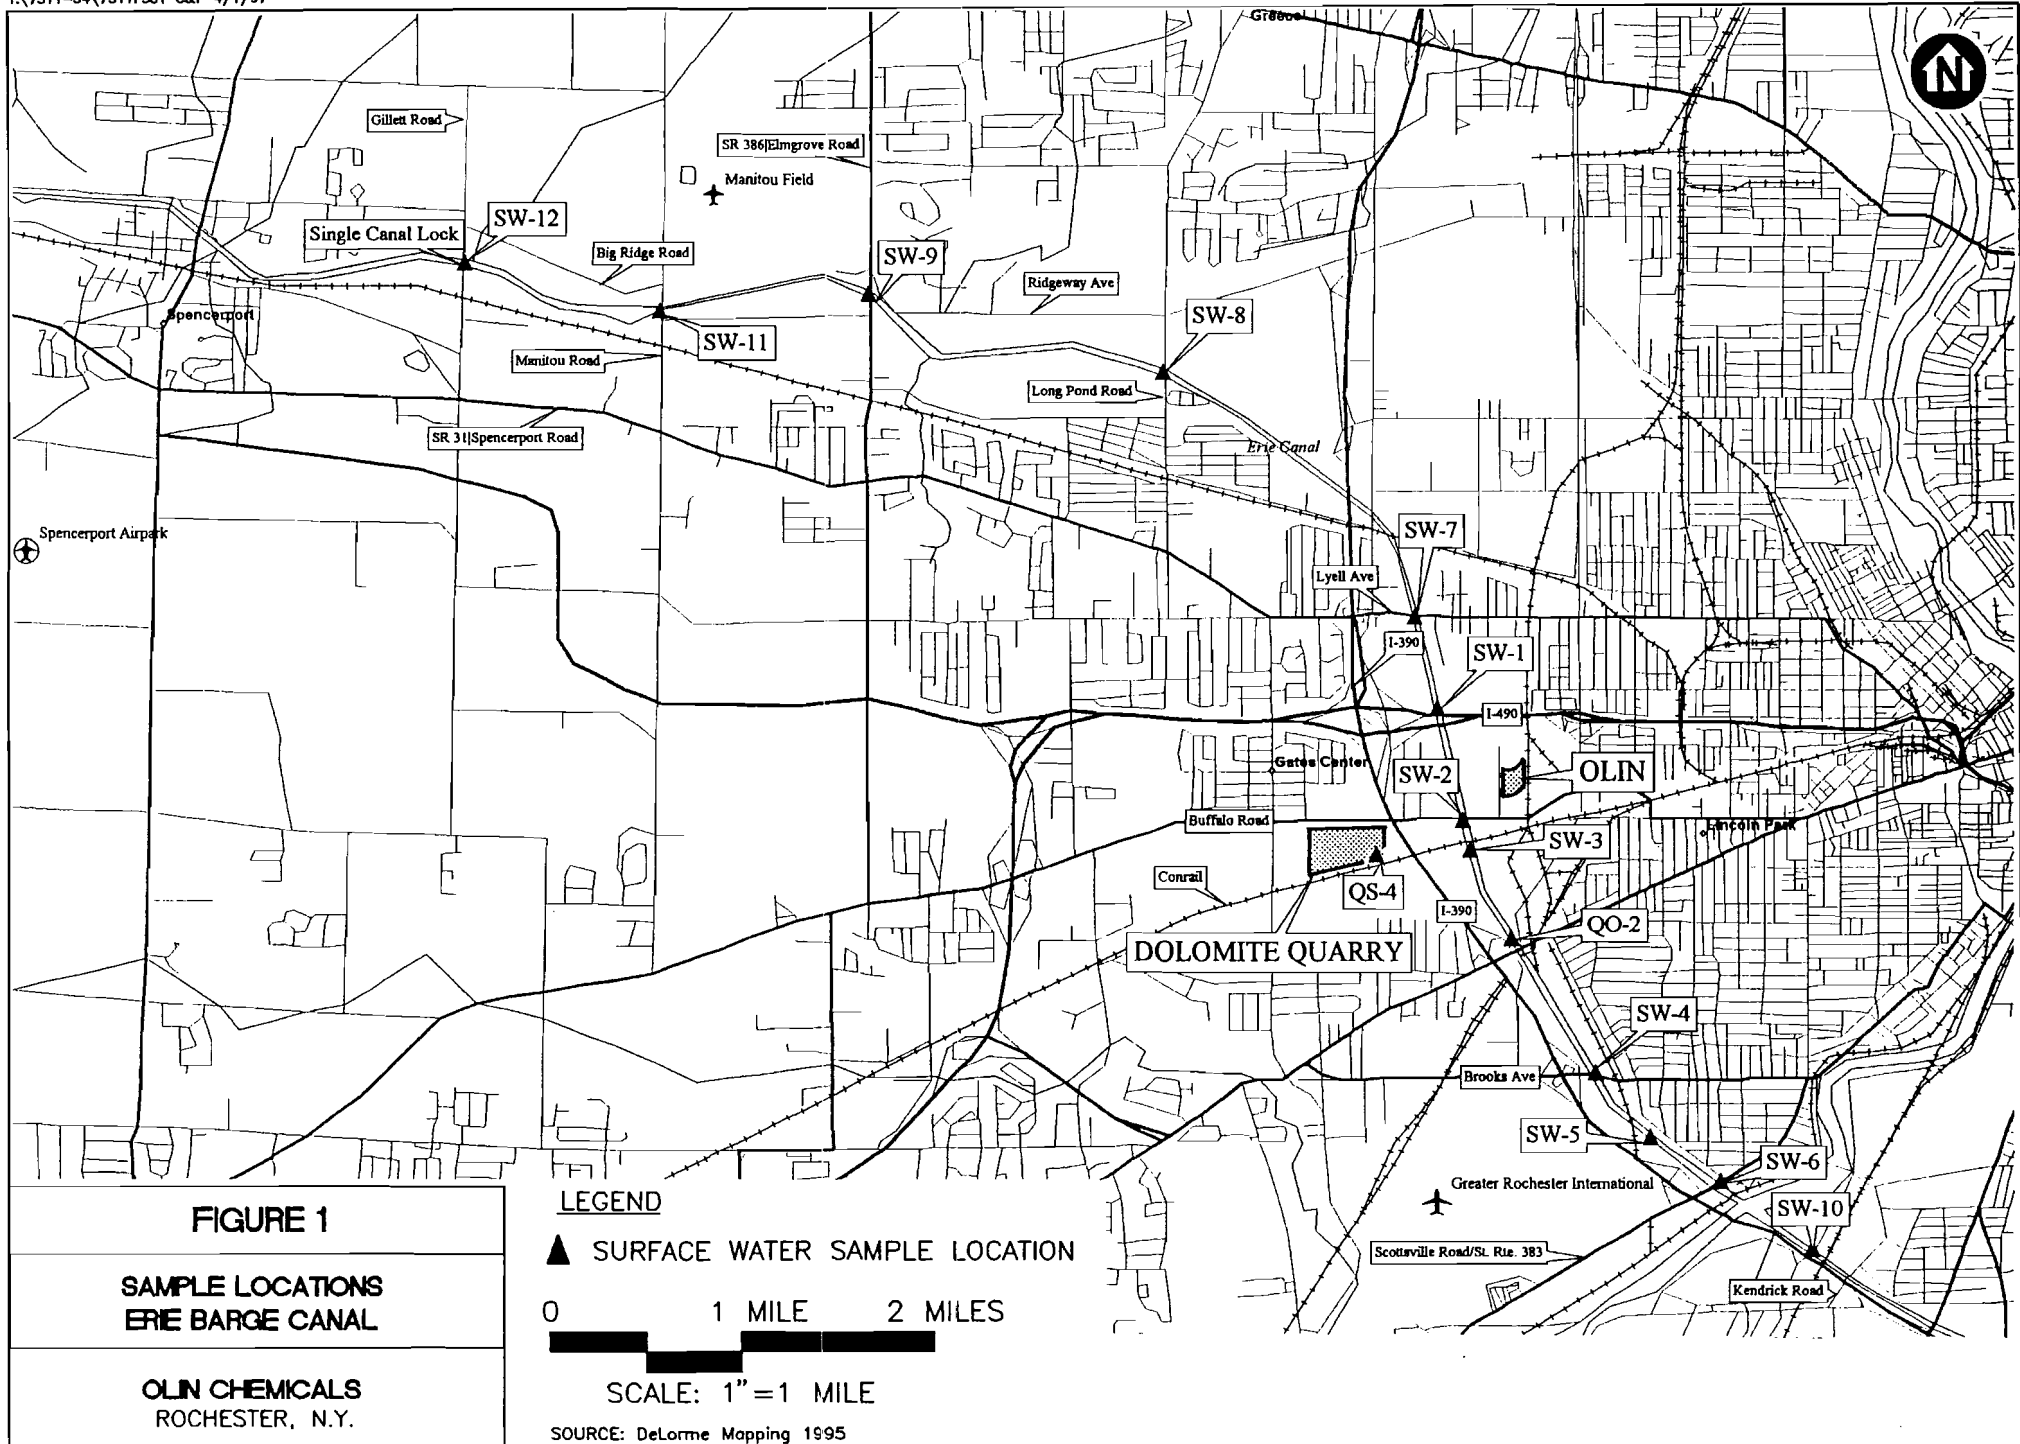 Greece
N
Gillett Road
SR 386|Elmgrove Road
Manitou Field
SW-12
Single Canal Lock
Big Ridge Road
SW-9
Ridgeway Ave
Spencerport
SW-11
SW-8
Manitou Road
Long Pond Road
SR 31|Spencerport Road
Erie Canal
Spencerport Airpark
SW-7
Lyell Ave
I-390
SW-1
I-490
Gates Center
SW-2
OLIN
Buffalo Road
Lincoln Park
SW-3
Conrail
QS-4
I-390
QO-2
DOLOMITE QUARRY
SW-4
Brooks Ave
SW-5
SW-6
Greater Rochester International
SW-10
Scottsville Road/St. Rte. 383
Kendrick Road
FIGURE 1
SAMPLE LOCATIONS
ERIE BARGE CANAL
OLIN CHEMICALS
ROCHESTER, N.Y.
LEGEND
SURFACE WATER SAMPLE LOCATION
0 1 MILE 2 MILES
SCALE: 1"=1 MILE
SOURCE: DeLorme Mapping 1995